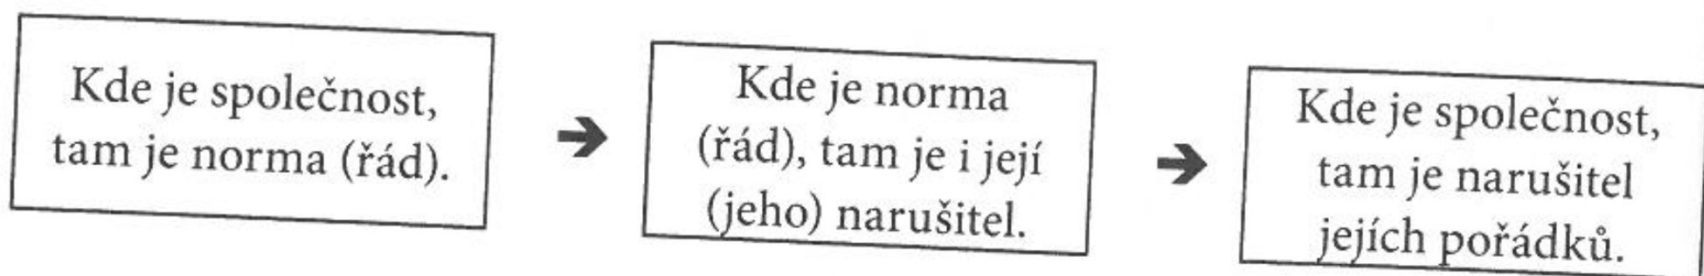 Kde je společnost,
tam je norma (řád).
Kde je norma
(řád), tam je i její
(jeho) narušitel.
Kde je společnost,
tam je narušitel
jejích pořádků.